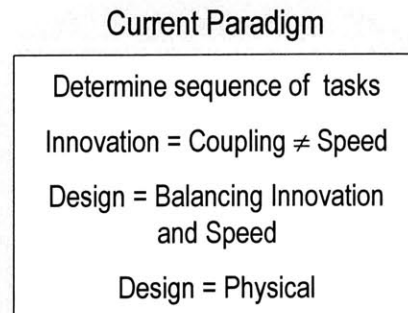 Current Paradigm
Determine sequence of tasks
Innovation = Coupling ≠ Speed
Design = Balancing Innovation
and Speed
Design = Physical